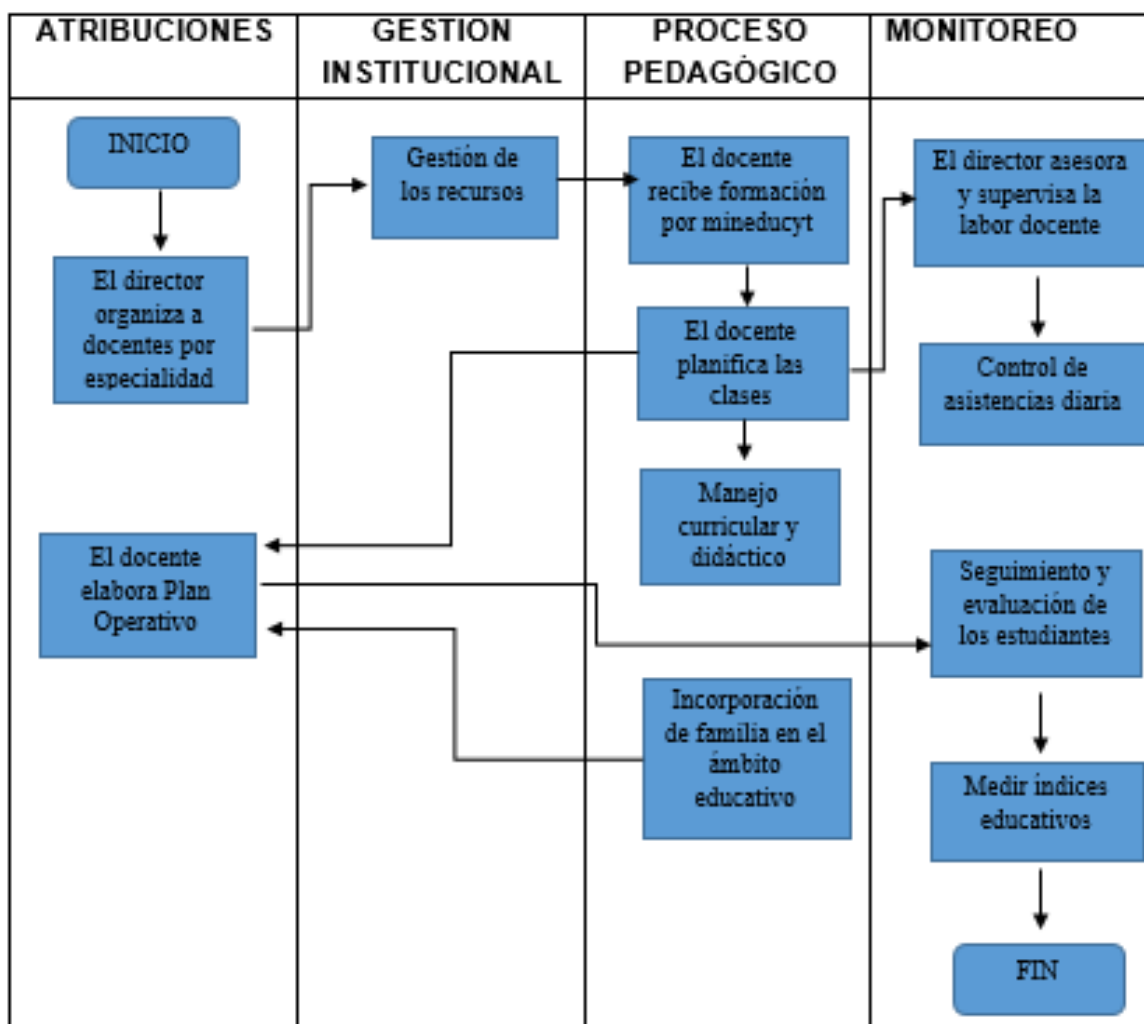 ATRIBUCIONES
GESTION
INSTITUCIONAL
PROCESO
PEDAGÓGICO
MONITOREO
INICIO
El director
organiza a
docentes por
especialidad
El docente
elabora Plan
Operativo
Gestión de
los recursos
El docente
recibe formación
por mineducyt
El docente
planifica las
clases
Manejo
curricular y
didáctico
Incorporación
de familia en el
ámbito
educativo
El director asesora
y supervisa la
labor docente
Control de
asistencias diaria
Seguimiento y
evaluación de
los estudiantes
Medir índices
educativos
FIN